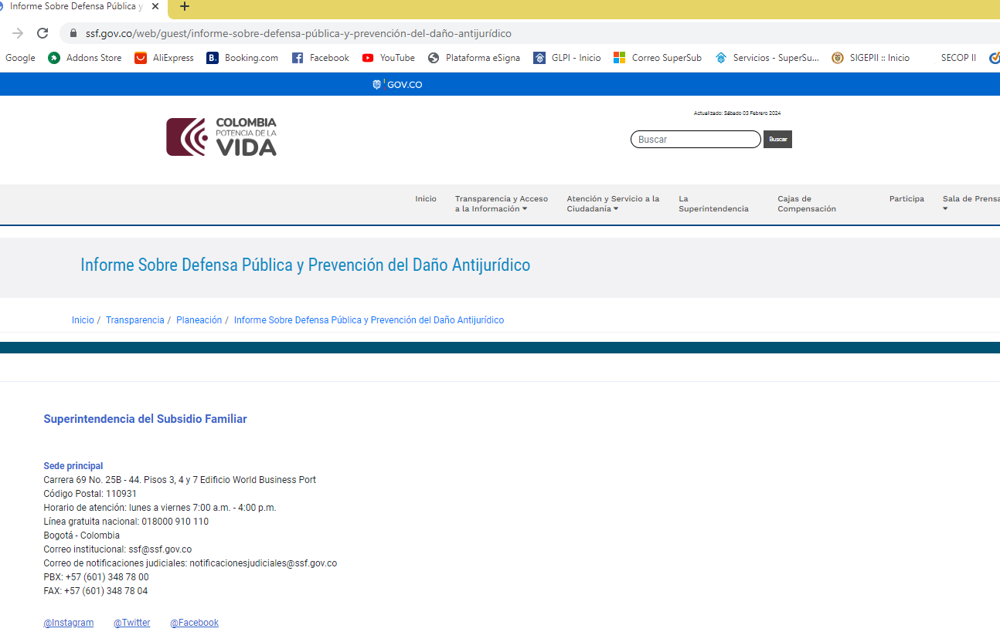 Informe Sobre Defensa Pública y
ssf.gov.co/web/guest/informe-sobre-defensa-pública-y-prevención-del-daño-antijurídico
Google Addons Store AliExpress B. Booking.com Facebook YouTube Plataforma eSigna GLPI - Inicio Correo SuperSub Servicios - SuperSu... SIGEPII :: Inicio SECOP II
GOV.CO
Actualizado: Sábado 03 Febrero 2024
COLOMBIA
POTENCIA DE LA
VIDA
Buscar Buscar
Inicio
Transparencia y Acceso
a la Información
Atención y Servicio a la
Ciudadanía
La
Superintendencia
Cajas de
Compensación
Participa
Sala de Prensa
Informe Sobre Defensa Pública y Prevención del Daño Antijurídico
Inicio / Transparencia / Planeación / Informe Sobre Defensa Pública y Prevención del Daño Antijurídico
Superintendencia del Subsidio Familiar
Sede principal
Carrera 69 No. 25B - 44. Pisos 3, 4 y 7 Edificio World Business Port
Código Postal: 110931
Horario de atención: lunes a viernes 7:00 a.m. - 4:00 p.m.
Línea gratuita nacional: 018000 910 110
Bogotá - Colombia
Correo institucional: ssf@ssf.gov.co
Correo de notificaciones judiciales: notificacionesjudiciales@ssf.gov.co
PBX: +57 (601) 348 78 00
FAX: +57 (601) 348 78 04
@Instagram @Twitter @Facebook